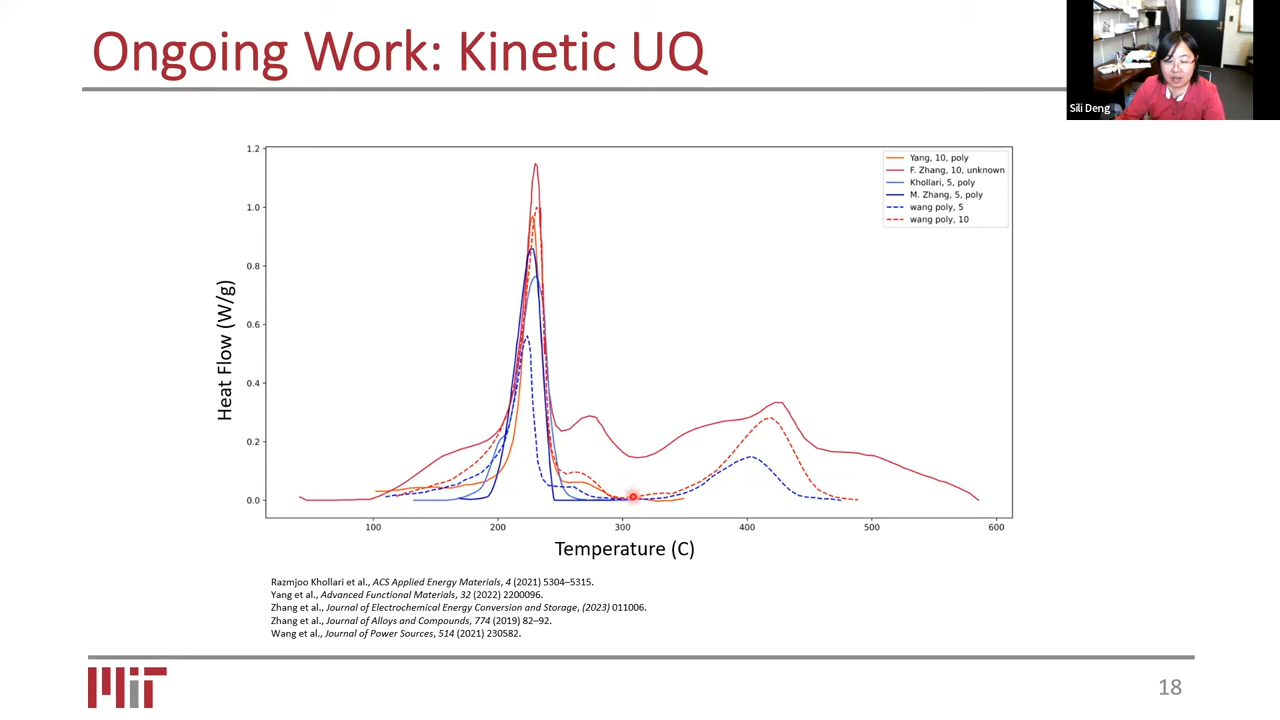 Ongoing Work: Kinetic UQ
Sili Deng
1.2
1.0
0.8
0.6
0.4
0.2
0.0
Heat Flow (W/g)
Yang, 10, poly
F. Zhang, 10, unknown
Khollari, 5, poly
M. Zhang, 5, poly
wang poly, 5
wang poly, 10
100 200 300 400 500 600
Temperature (C)
Razmjoo Khollari et al., ACS Applied Energy Materials, 4 (2021) 5304–5315.
Yang et al., Advanced Functional Materials, 32 (2022) 2200096.
Zhang et al., Journal of Electrochemical Energy Conversion and Storage, (2023) 011006.
Zhang et al., Journal of Alloys and Compounds, 774 (2019) 82–92.
Wang et al., Journal of Power Sources, 514 (2021) 230582.
MIT
18